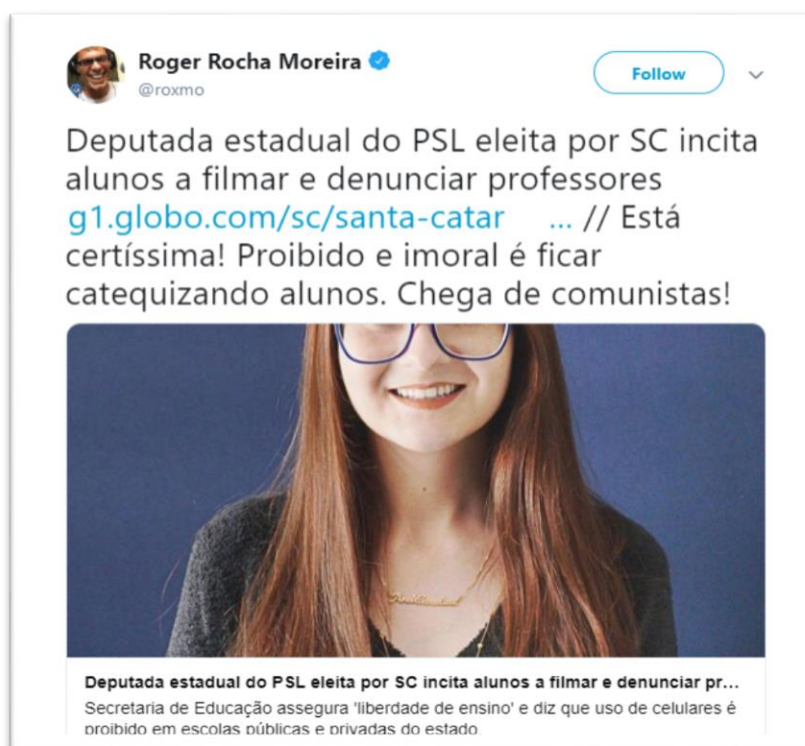 Roger Rocha Moreira
@roxmo
Follow
Deputada estadual do PSL eleita por SC incita
alunos a filmar e denunciar professores
g1.globo.com/sc/santa-catar ... // Está
certíssima! Proibido e imoral é ficar
catequizando alunos. Chega de comunistas!
Deputada estadual do PSL eleita por SC incita alunos a filmar e denunciar pr...
Secretaria de Educação assegura 'liberdade de ensino' e diz que uso de celulares é
proibido em escolas públicas e privadas do estado.